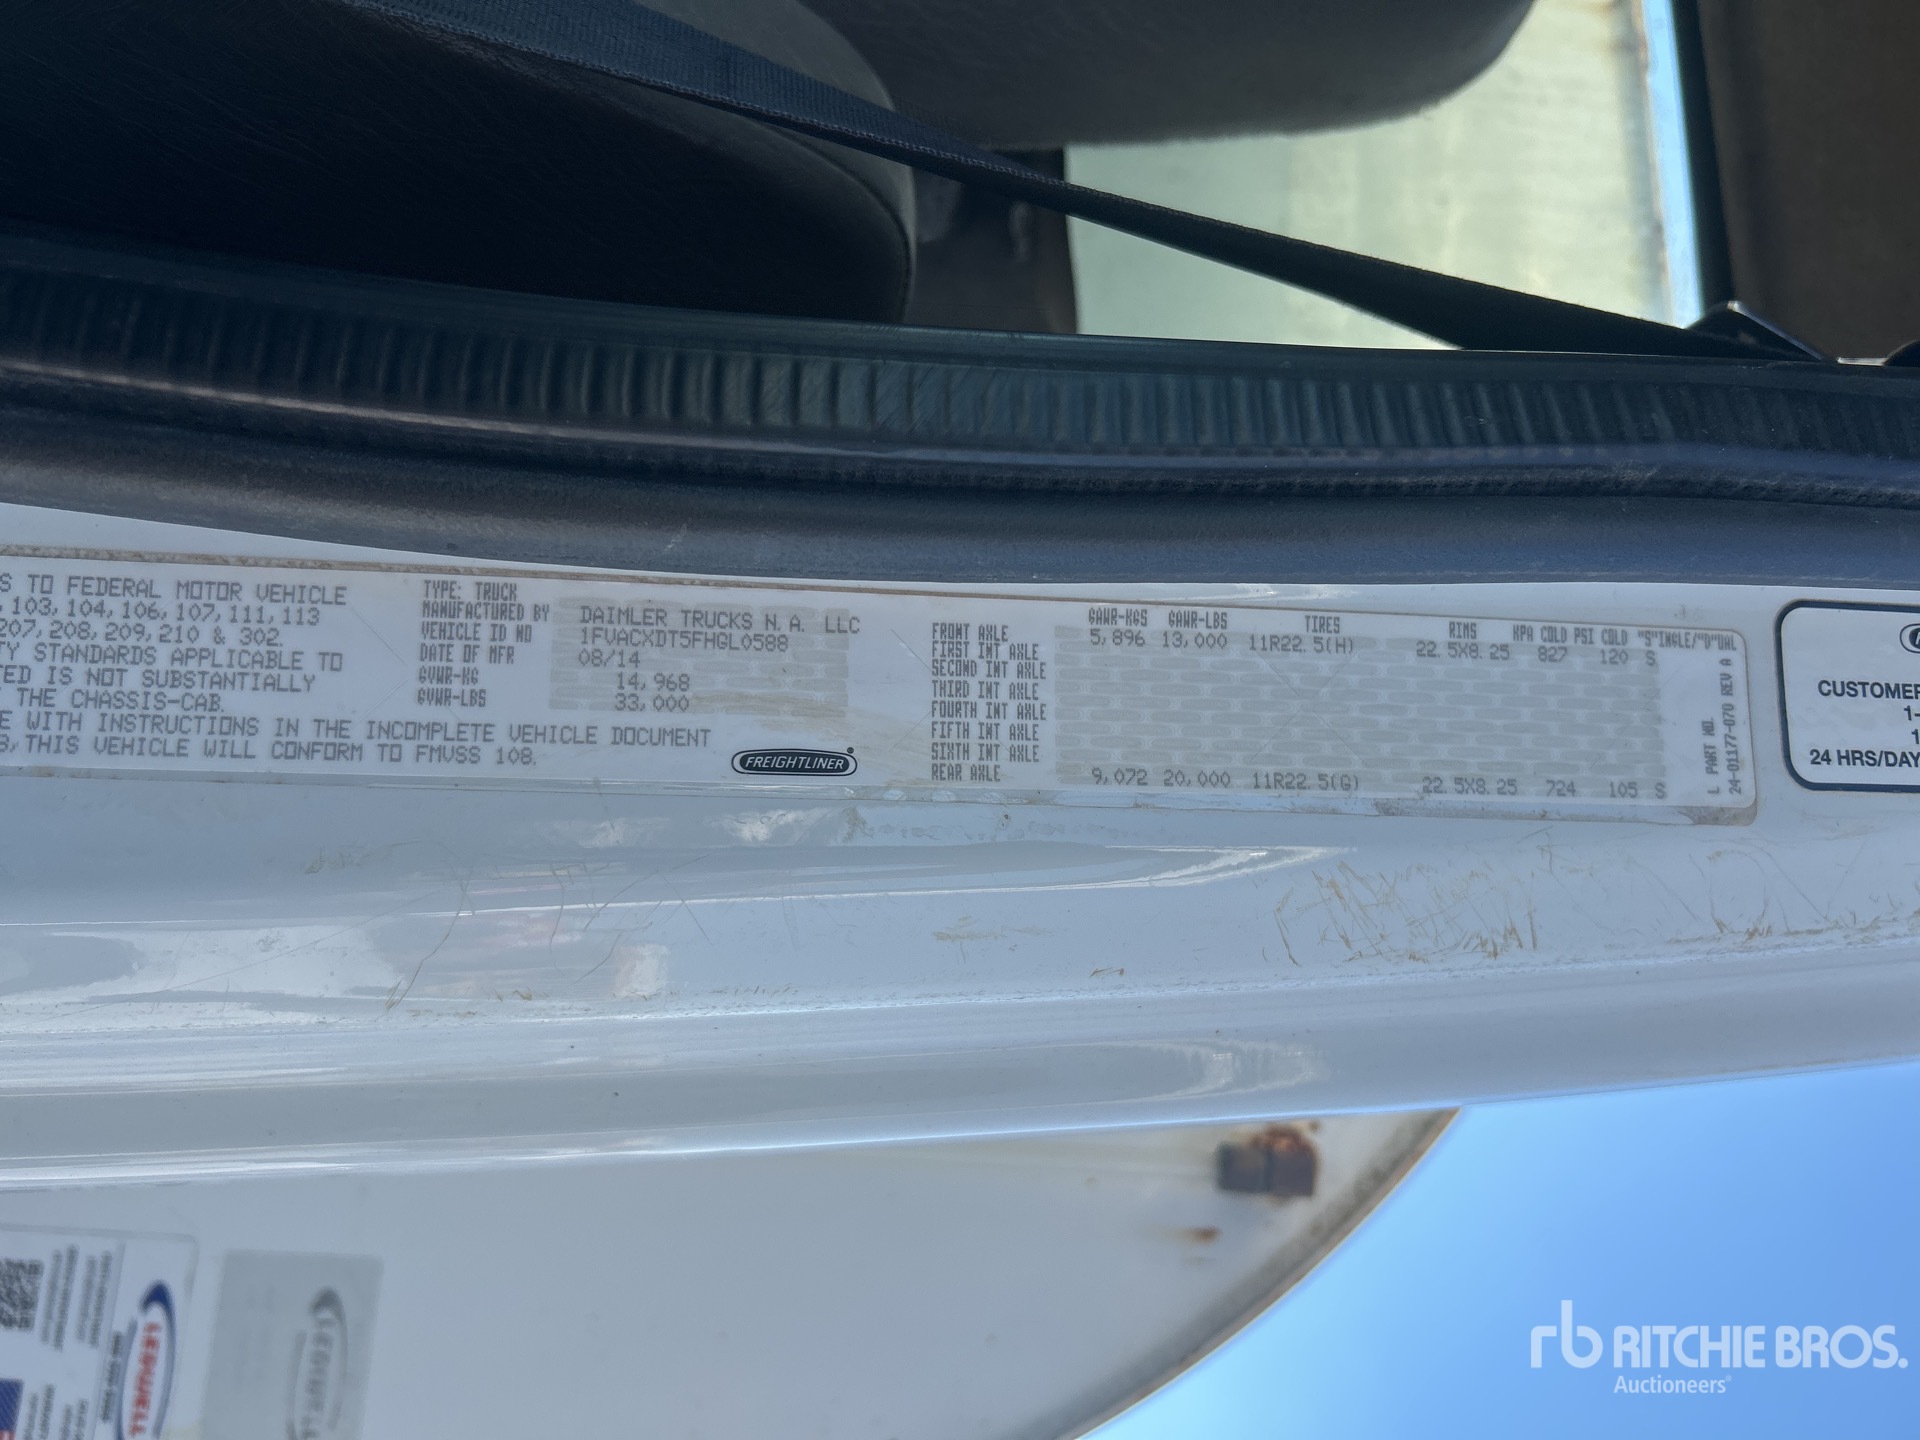 S TO FEDERAL MOTOR VEHICLE
103, 104, 106, 107, 111, 113
207, 208, 209, 210 & 302.
TY STANDARDS APPLICABLE TO
TED IS NOT SUBSTANTIALLY
THE CHASSIS-CAB.
E WITH INSTRUCTIONS IN THE INCOMPLETE VEHICLE DOCUMENT
THIS VEHICLE WILL CONFORM TO FMVSS 108.
TYPE: TRUCK
MANUFACTURED BY DAIMLER TRUCKS N. A. LLC
VEHICLE ID NO 1FVACXDT5FHGL0588
DATE OF MFR 08/14
GVWR-KG 14,968
GVWR-LBS 33,000
FREIGHTLINER
GAWR-KGS GAWR-LBS TIRES RIMS KPA COLD PSI COLD "S"INGLE/"D"UAL
FRONT AXLE 5,896 13,000 11R22.5(H) 22.5X8.25 827 120 S
FIRST INT AXLE
SECOND INT AXLE
THIRD INT AXLE
FOURTH INT AXLE
FIFTH INT AXLE
SIXTH INT AXLE
REAR AXLE 9,072 20,000 11R22.5(G) 22.5X8.25 724 105 S
L PART NO.
24-01177-070 REV A
CUSTOMER
1-
1
24 HRS/DAY
LEDWELL
LEDWELL
rb RITCHIE BROS.
Auctioneers